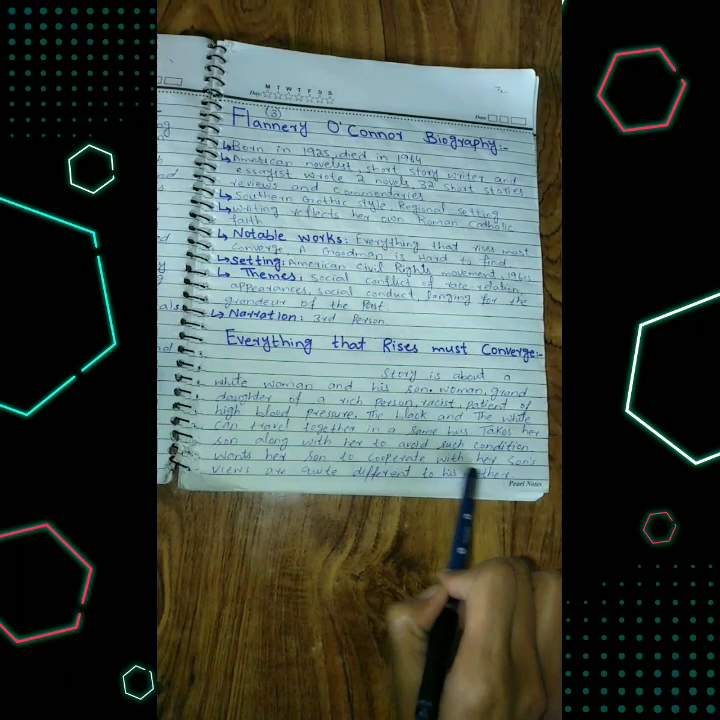 M T W T F S S
Day:
Date
(3)
Flannery O'Connor Biography:-
↳ Born in 1925, died in 1964
↳ American novelist, short story writer and
essayist wrote 2 novels, 32 short stories
reviews and commentaries
↳ Southern Gothic style, Regional setting
↳ Writing reflects her own Roman Catholic
faith
↳ Notable works: Everything that rises must
converge, A Goodman is Hard to find
↳ setting: American Civil Rights movement, 1960s
↳ Themes: social conflict of race relation,
appearances, social conduct, longing for the
grandeur of the Past.
↳ Narration: 3rd Person
Everything that Rises must Converge:-
Story is about a
white woman and his son. woman, grand
daughter of a rich person, racist, patient of
high blood pressure. The black and The white
can travel together in a same bus. Takes her
son along with her to avoid such condition.
wants her son to cooperate with her son's
views are quite different to his
Pearl Notes